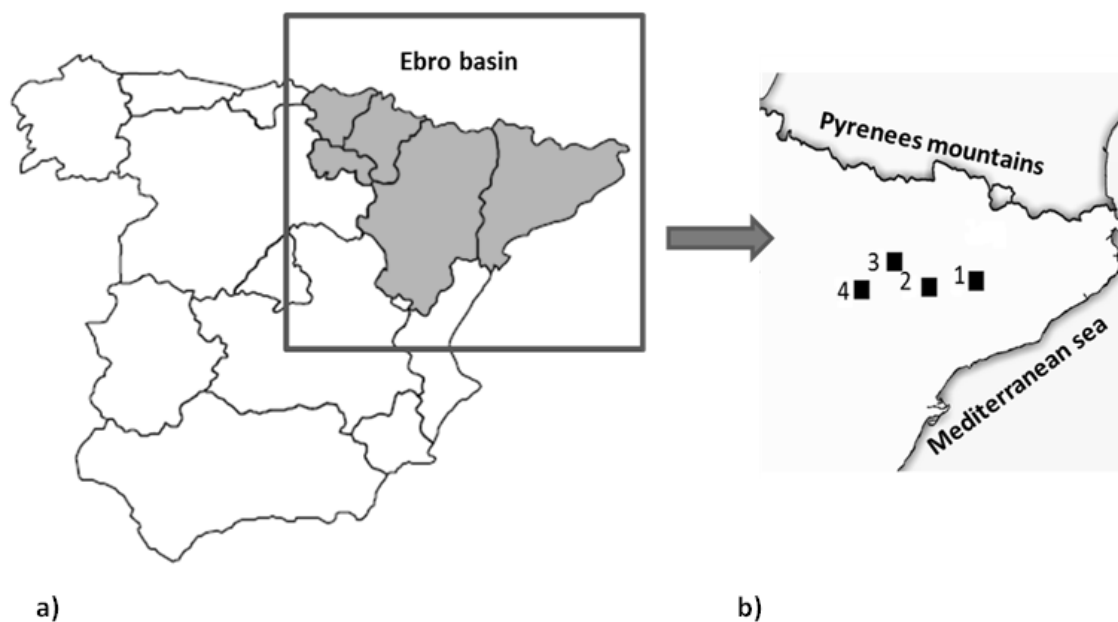 Ebro basin
Pyrenees mountains
3
2
1
4
Mediterranean sea
a)
b)